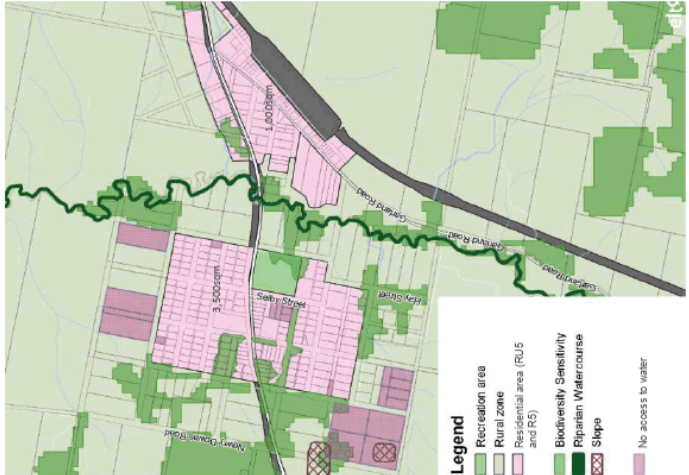 1,000sqm
Garland Road
Garland Road
Garland Road
3,500sqm
Selby Street
Hay Street
Newry Downs Road
Legend
Recreation area
Rural zone
Residential area (RU5
and R5)
Biodiversity Sensitivity
Riparian Watercourse
Slope
No access to water